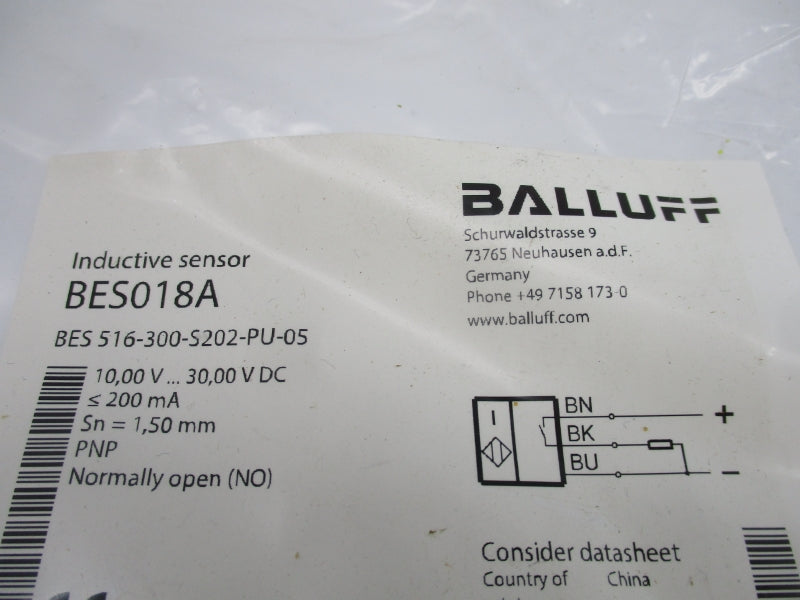 BALLUFF
Schurwaldstrasse 9
73765 Neuhausen a.d.F.
Germany
Phone +49 7158 173-0
www.balluff.com
Inductive sensor
BES018A
BES 516-300-S202-PU-05
10,00 V ... 30,00 V DC
≤ 200 mA
Sn = 1,50 mm
PNP
Normally open (NO)
I
BN
+
BK
BU
−
Consider datasheet
Country of China